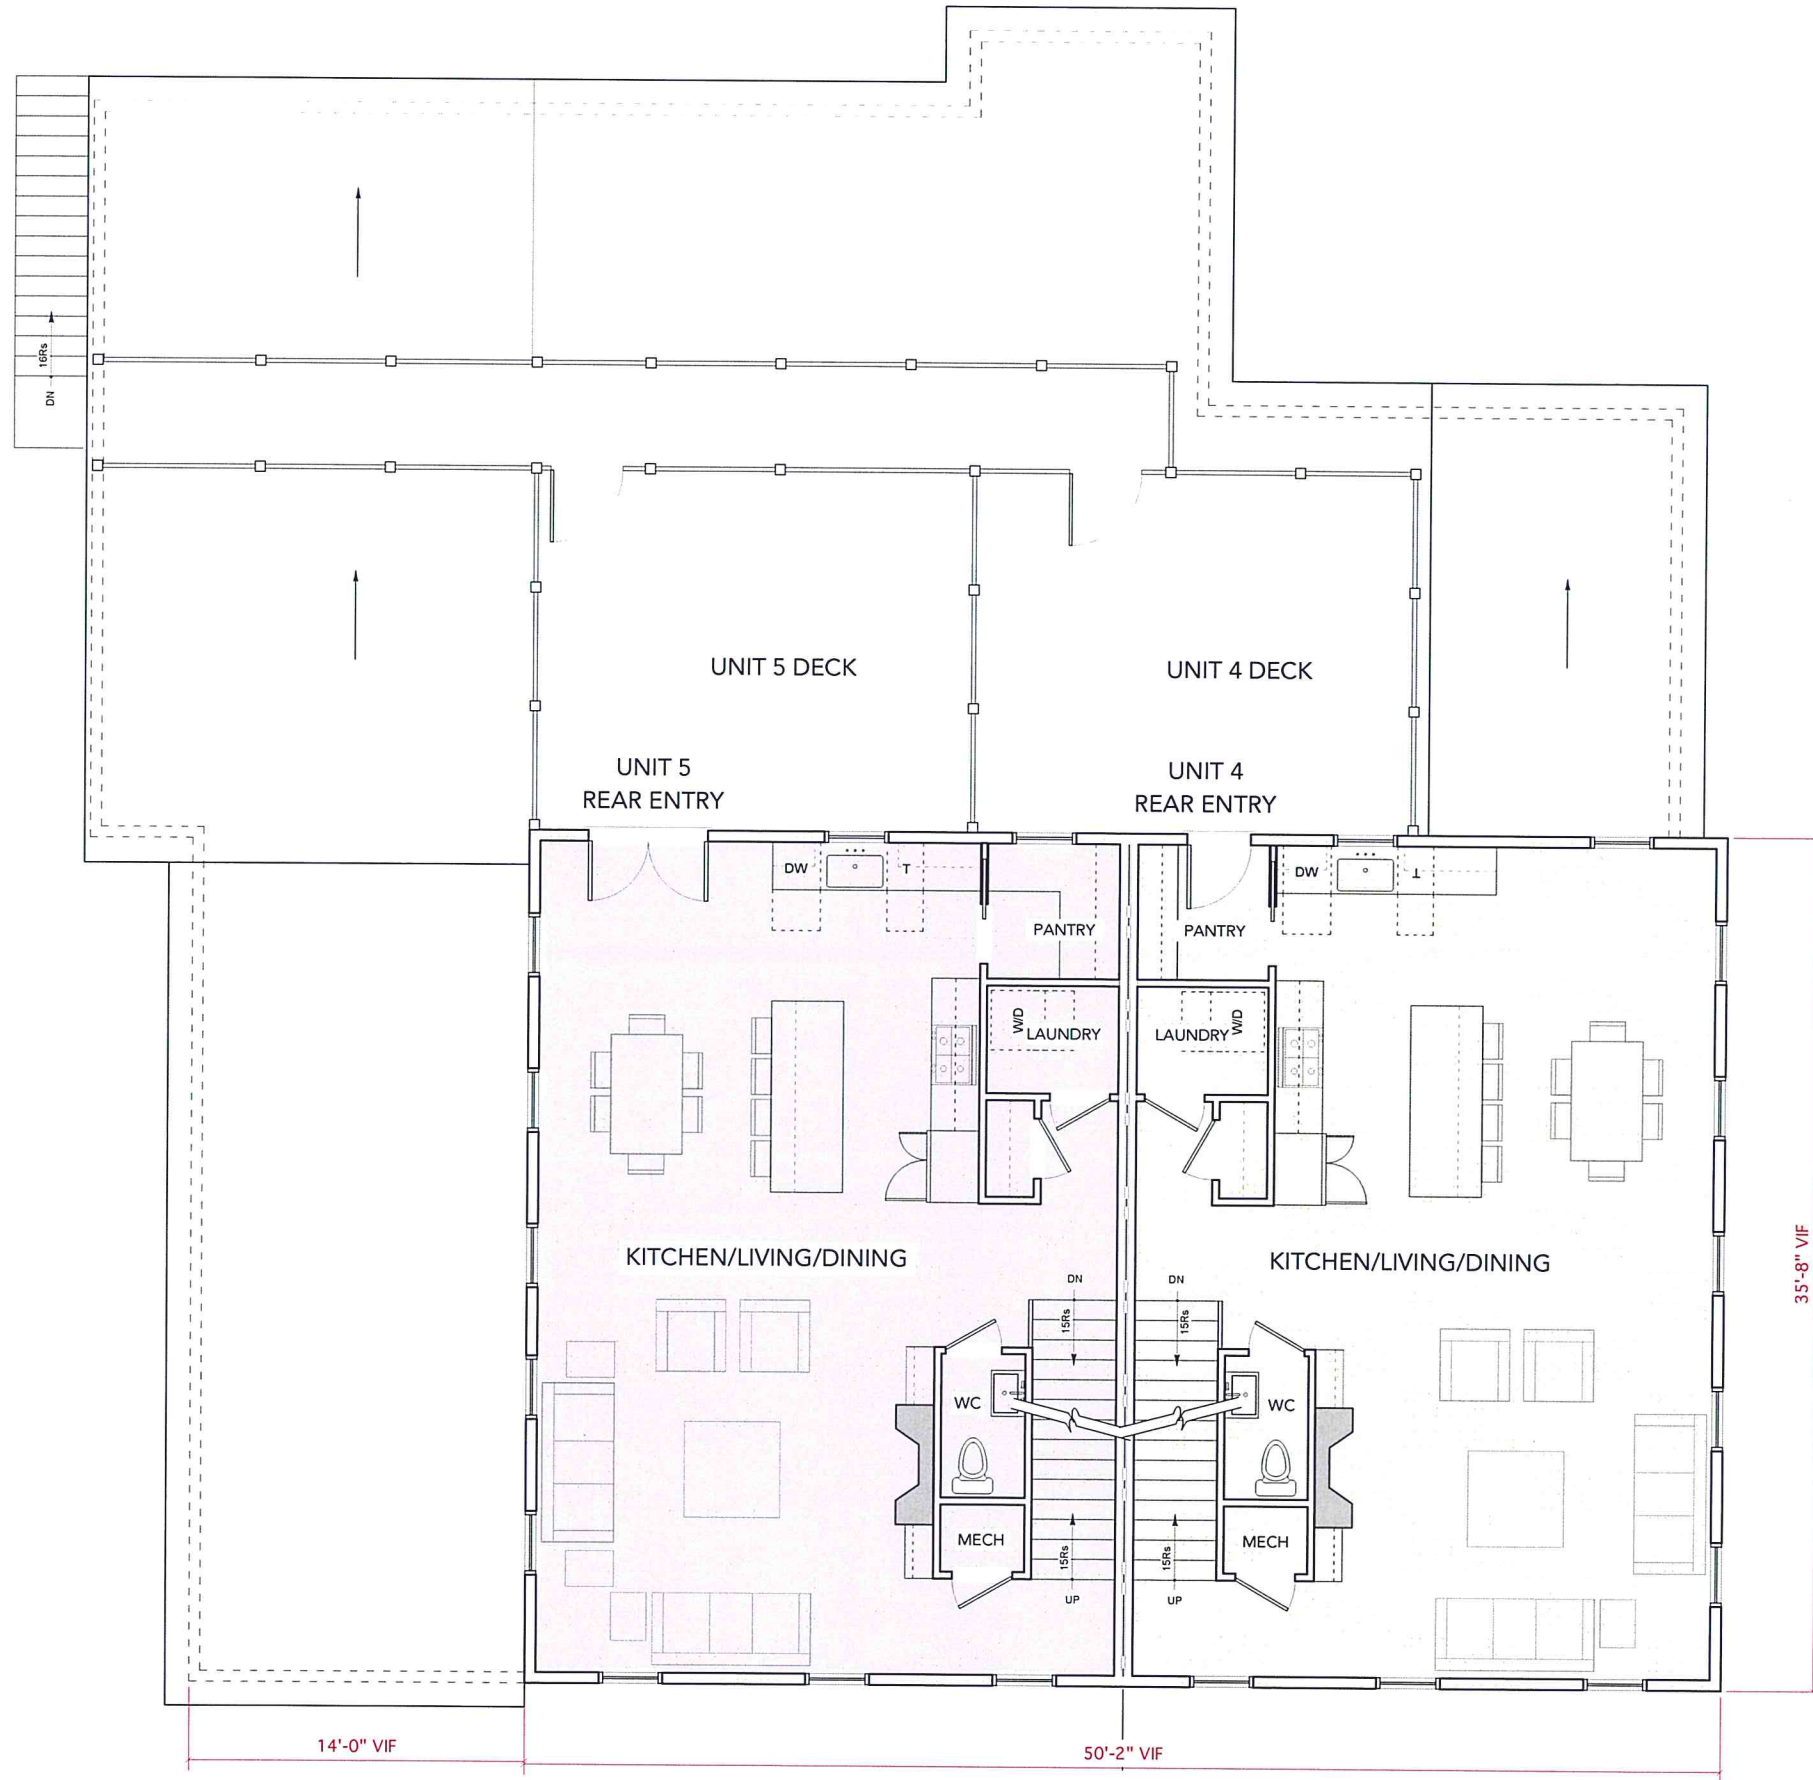 16Rs
DN
UNIT 5 DECK
UNIT 4 DECK
UNIT 5
REAR ENTRY
UNIT 4
REAR ENTRY
DW
T
DW
T
PANTRY
PANTRY
W/D
LAUNDRY
LAUNDRY
W/D
KITCHEN/LIVING/DINING
KITCHEN/LIVING/DINING
35'-8" VIF
DN
DN
15Rs
15Rs
WC
WC
MECH
MECH
15Rs
15Rs
UP
UP
14'-0" VIF
50'-2" VIF